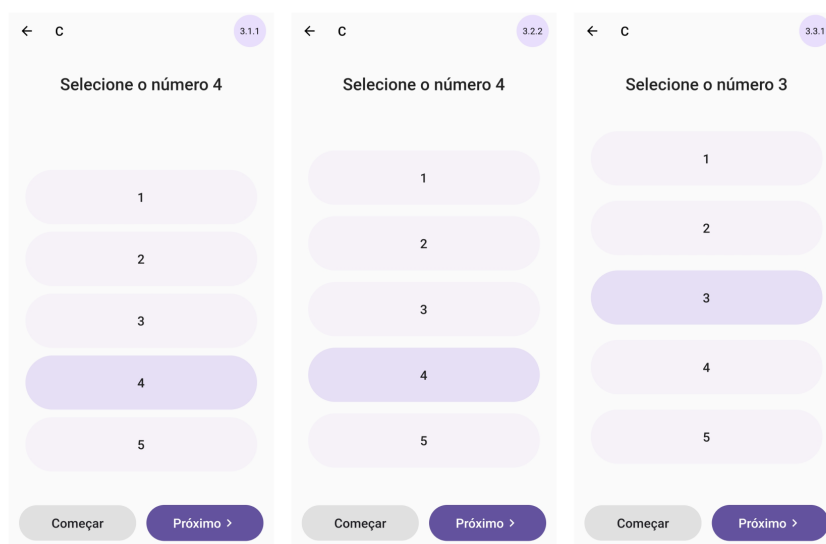 C
3.1.1
Selecione o número 4
1
2
3
4
5
Começar
Próximo >
C
3.2.2
Selecione o número 4
1
2
3
4
5
Começar
Próximo >
C
3.3.1
Selecione o número 3
1
2
3
4
5
Começar
Próximo >